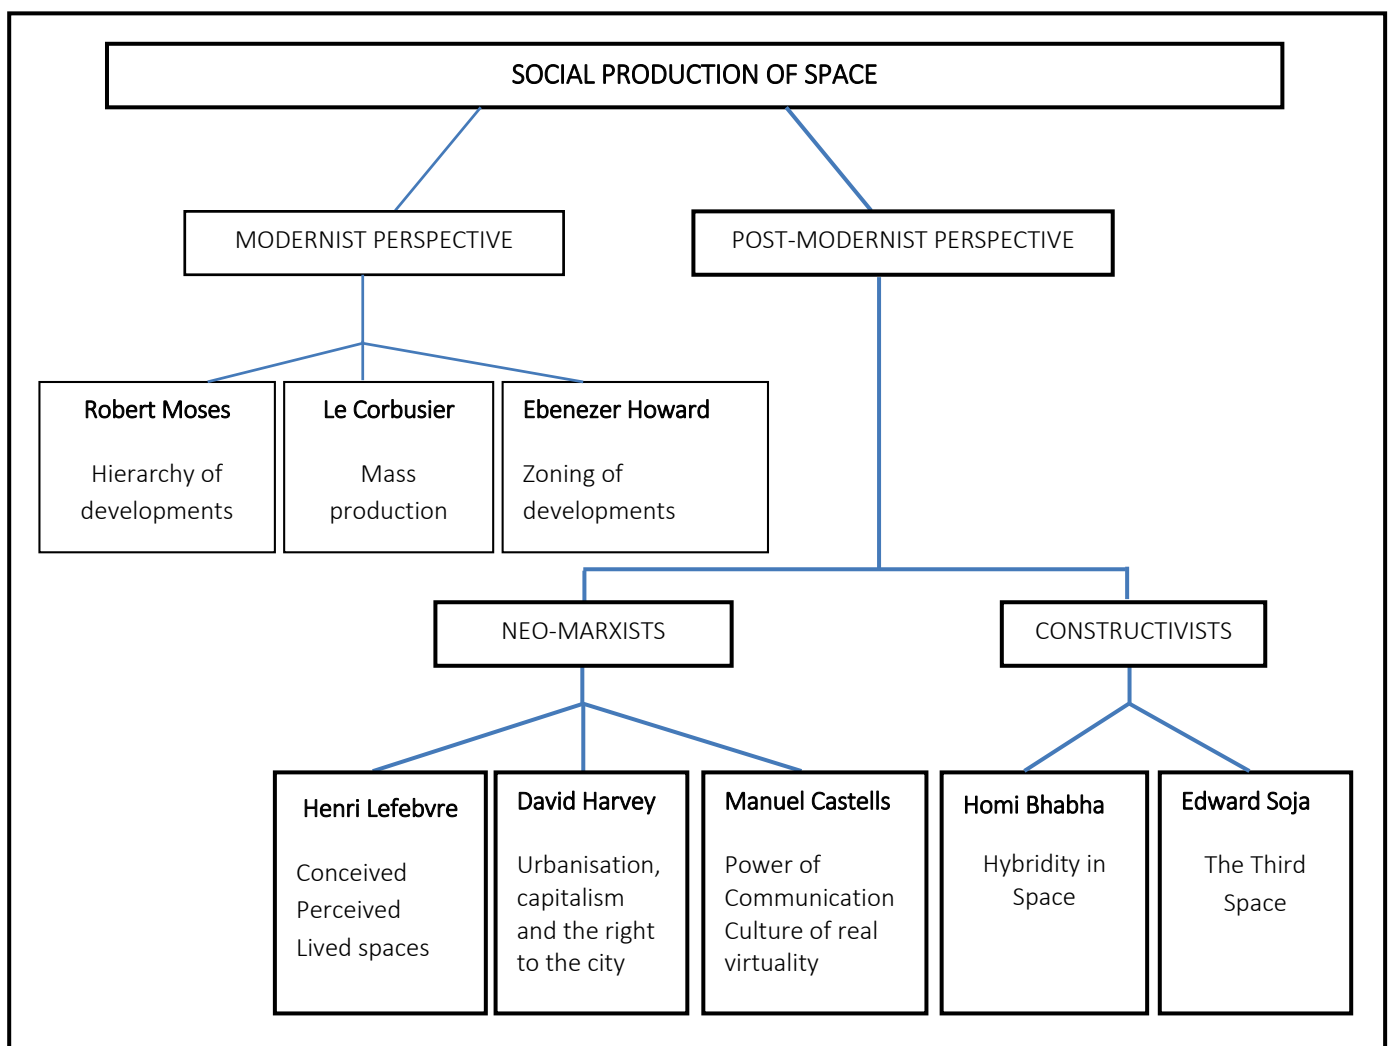 SOCIAL PRODUCTION OF SPACE
MODERNIST PERSPECTIVE
POST-MODERNIST PERSPECTIVE
Robert Moses
Hierarchy of
developments
Le Corbusier
Mass
production
Ebenezer Howard
Zoning of
developments
NEO-MARXISTS
CONSTRUCTIVISTS
Henri Lefebvre
Conceived
Perceived
Lived spaces
David Harvey
Urbanisation,
capitalism
and the right
to the city
Manuel Castells
Power of
Communication
Culture of real
virtuality
Homi Bhabha
Hybridity in
Space
Edward Soja
The Third
Space